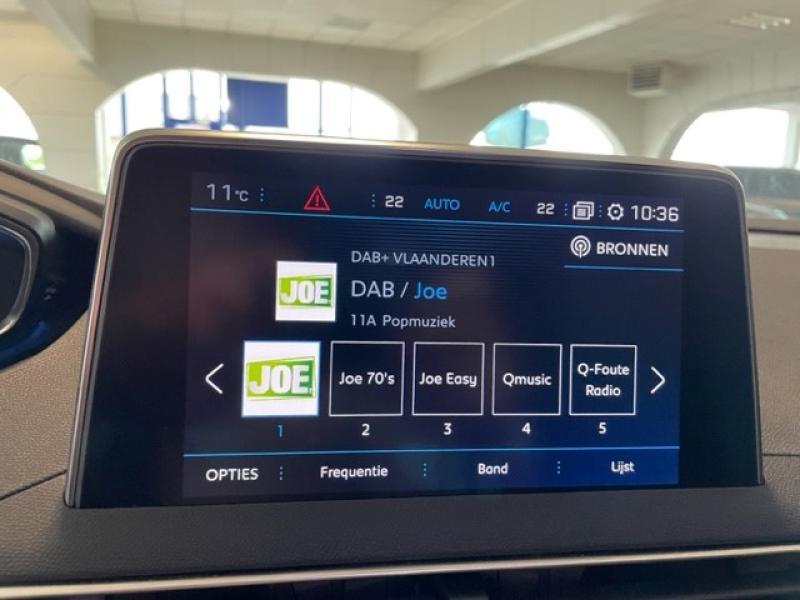 11°C 22 AUTO A/C 22 10:36
BRONNEN
DAB+ VLAANDEREN1
JOE
DAB / Joe
11A Popmuziek
JOE
Joe 70's
Joe Easy
Qmusic
Q-Foute
Radio
1 2 3 4 5
OPTIES Frequentie Band Lijst